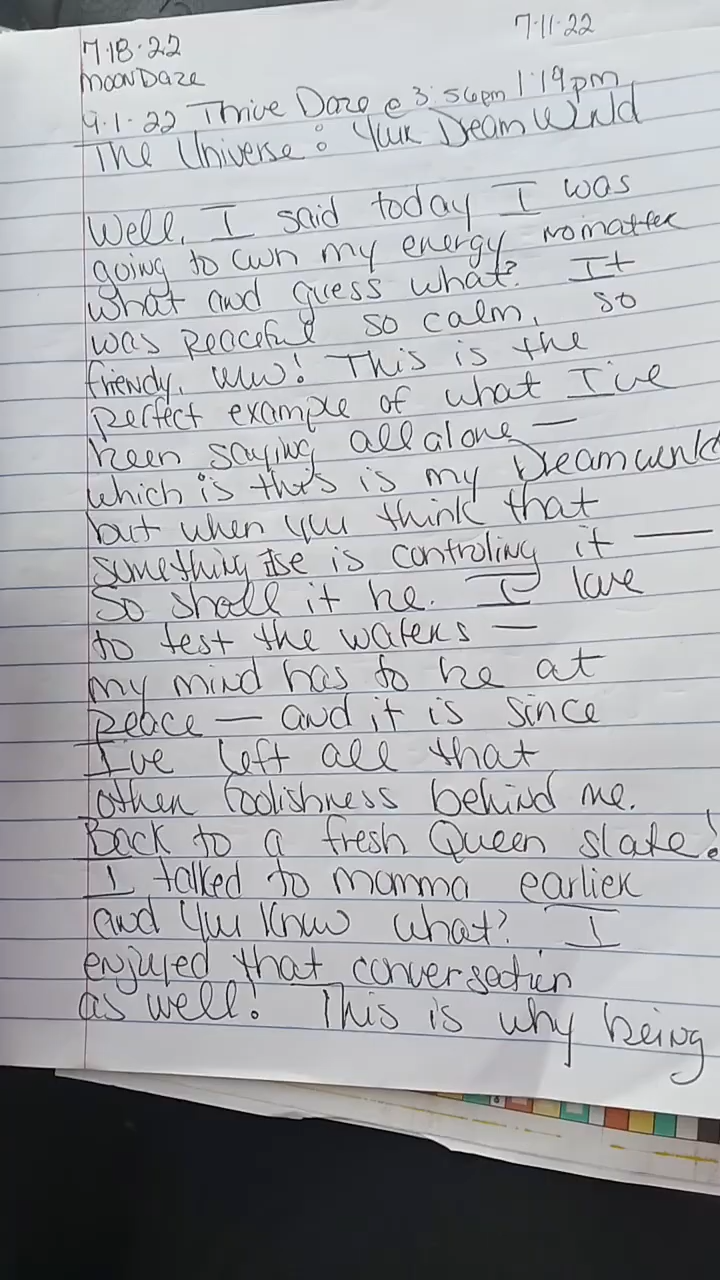 7.11.22
7.18.22
MoonDaze
9.1.22 Thrive Daze @ 3:56pm 1:19pm
The Universe: Your Dream World
Well, I said today I was
going to own my energy no matter
what and guess what? It
was peaceful so calm, so
friendy, wow! This is the
perfect example of what I've
been saying all alone —
which is this is my Dreamworld
but when you think that
something else is controling it —
so shall it be. I love
to test the waters —
my mind has to be at
peace — and it is since
I've left all that
other foolishness behind me.
Back to a fresh Queen slate!
I talked to momma earlier
and you know what? I
enjoyed that conversection
as well! This is why being